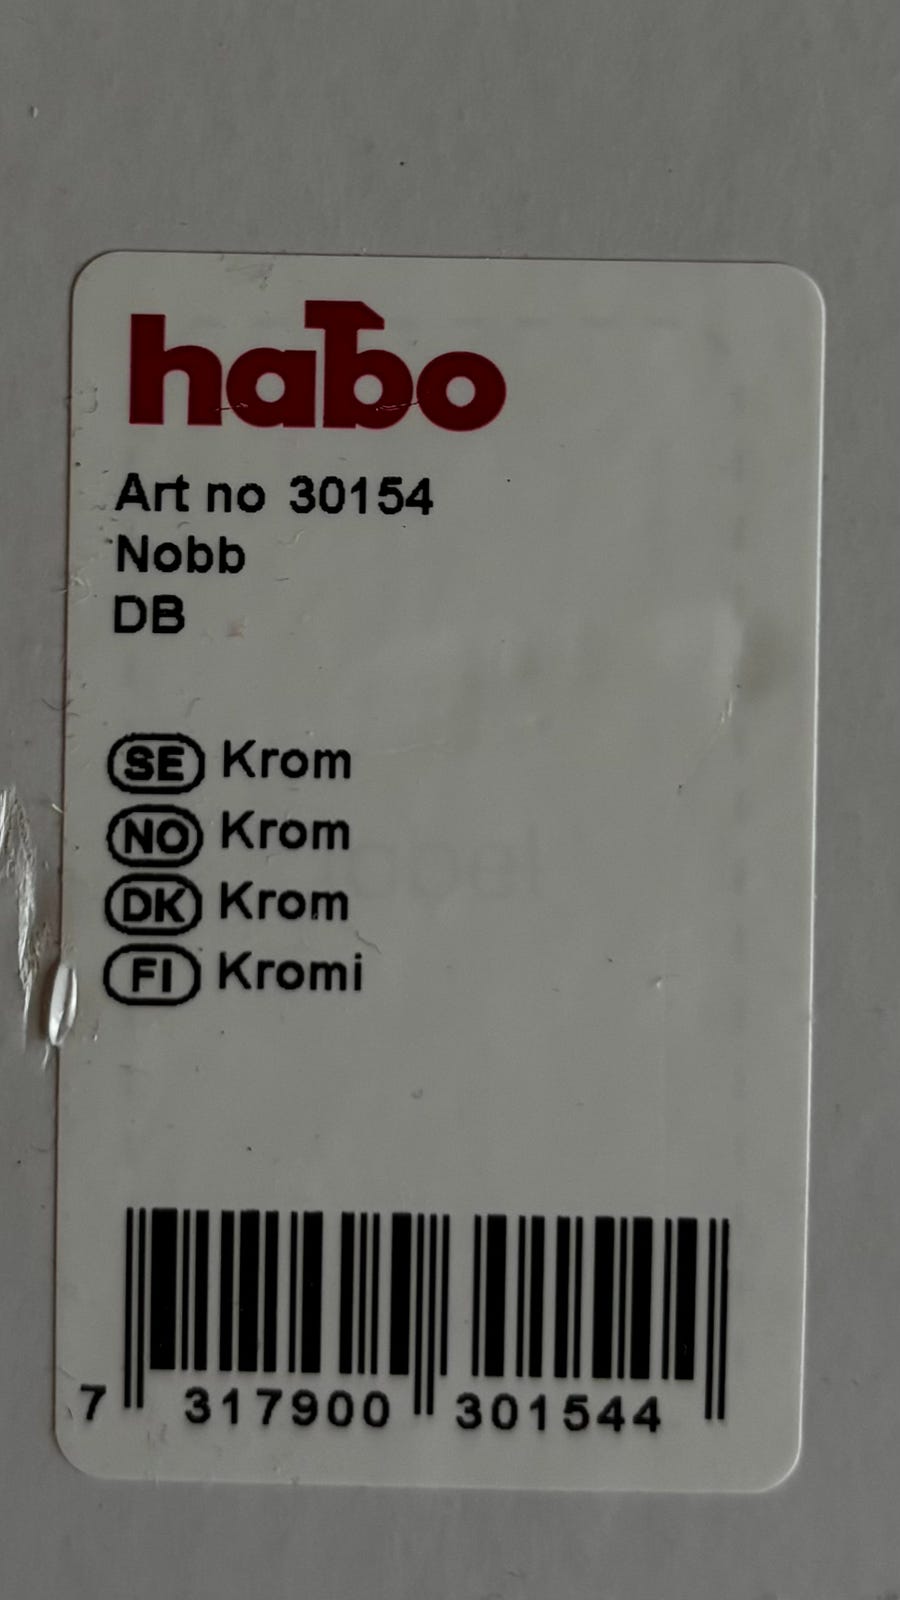 habo
Art no 30154
Nobb
DB
SE Krom
NO Krom
DK Krom
FI Kromi
7 317900 301544